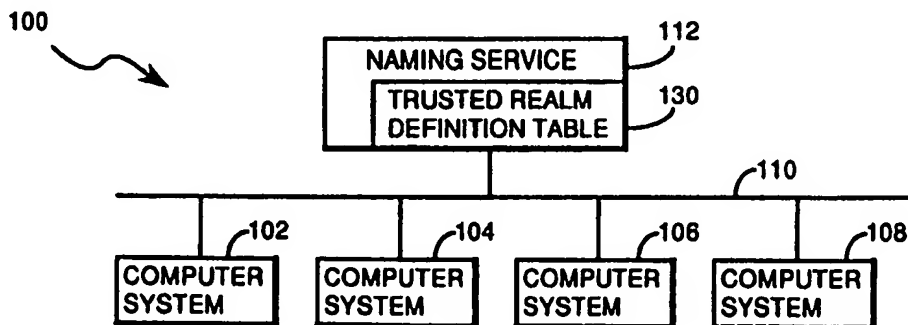 100
112
NAMING SERVICE
TRUSTED REALM
DEFINITION TABLE
130
110
102
104
106
108
COMPUTER
SYSTEM
COMPUTER
SYSTEM
COMPUTER
SYSTEM
COMPUTER
SYSTEM